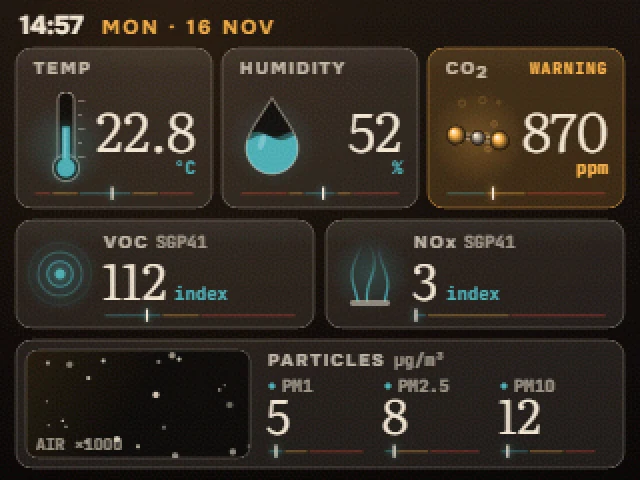 14:57 MON · 16 NOV
TEMP
22.8
°C
HUMIDITY
52
%
CO2 WARNING
870
ppm
VOC SGP41
112 index
NOx SGP41
3 index
AIR ×1000
PARTICLES µg/m³
PM1 PM2.5 PM10
5 8 12